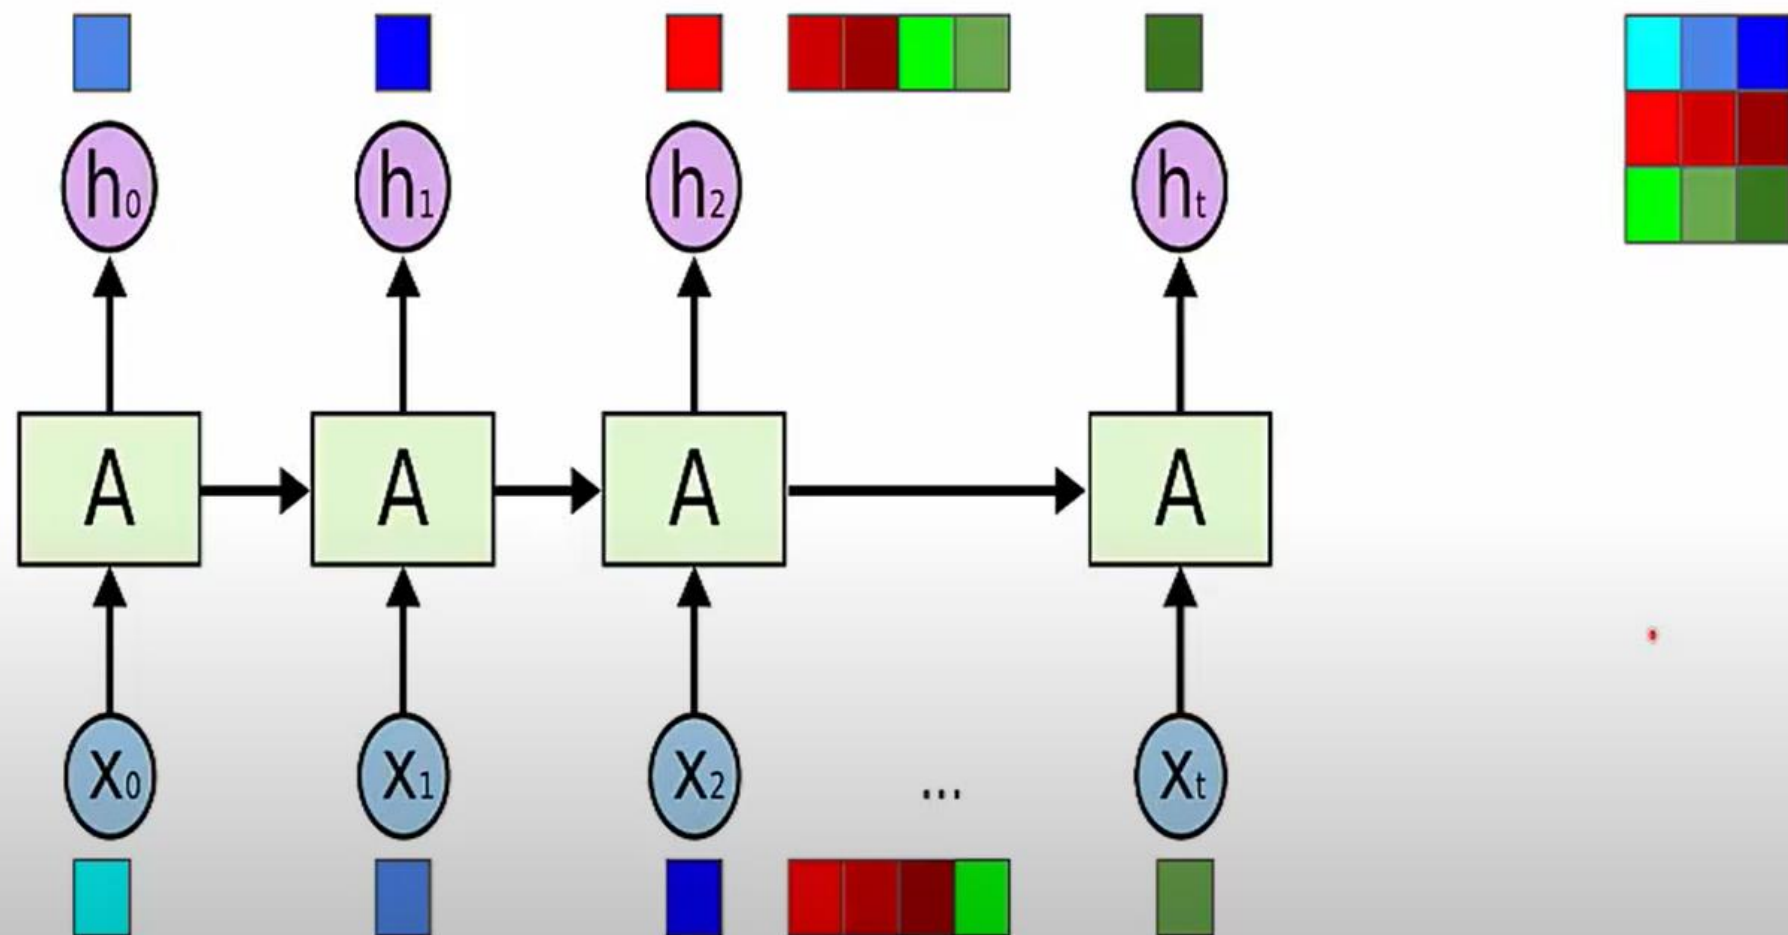 h₀ h₁ h₂ hₜ
A A A A
X₀ X₁ X₂ ... Xₜ